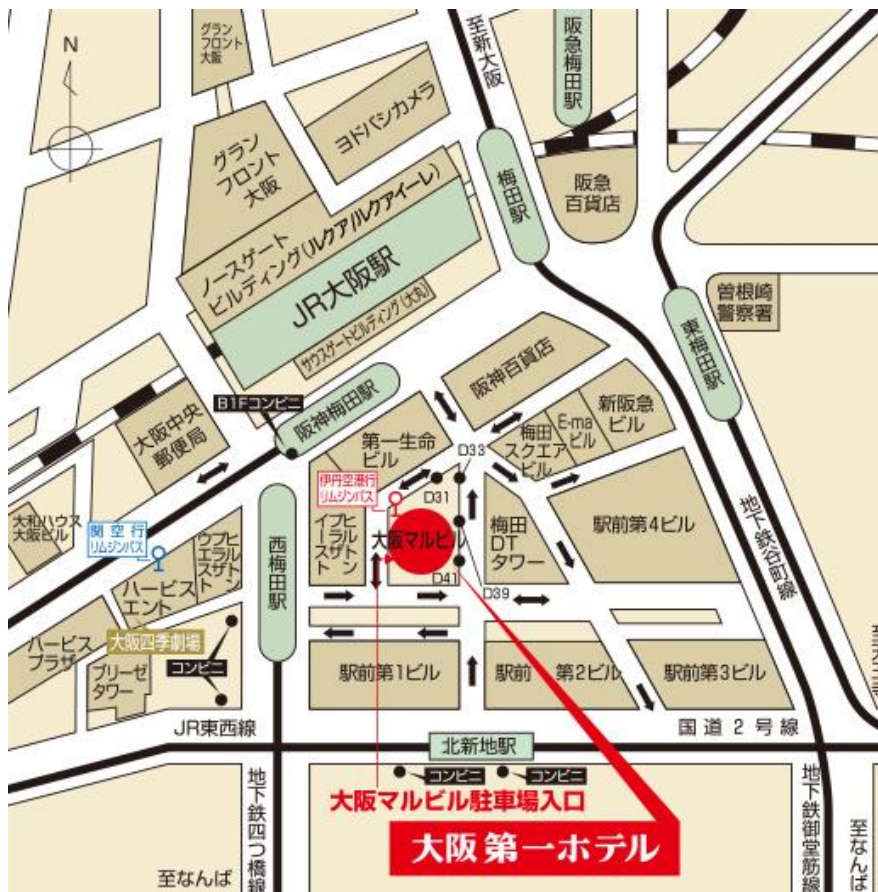 N
グラン
フロント
大阪
至新大阪
阪急梅田駅
ヨドバシカメラ
グラン
フロント
大阪
梅田駅
阪急
百貨店
ノースゲート
ビルディング(ルクア/ルクアイーレ)
JR大阪駅
サウスゲートビルディング(大丸)
曽根崎
警察署
東梅田駅
阪神百貨店
阪神梅田駅
B1Fコンビニ
大阪中央
郵便局
第一生命
ビル
梅田
スクエア
ビル
E-ma
ビル
新阪急
ビル
D33
D31
伊丹空港行
リムジンバス
大和ハウス
大阪ビル
関空行
リムジンバス
ヒルトン
プラザ
ウエスト
西梅田駅
ヒルトン
プラザ
イースト
大阪マルビル
D41
D39
梅田
DT
タワー
駅前第4ビル
地下鉄谷町線
ハービス
エント
大阪四季劇場
ハービス
プラザ
ブリーゼ
タワー
コンビニ
駅前第1ビル
駅前 第2ビル
駅前第3ビル
JR東西線
国道2号線
北新地駅
コンビニ
コンビニ
大阪マルビル駐車場入口
大阪第一ホテル
地下鉄四つ橋線
至なんば
地下鉄御堂筋線
至なんば